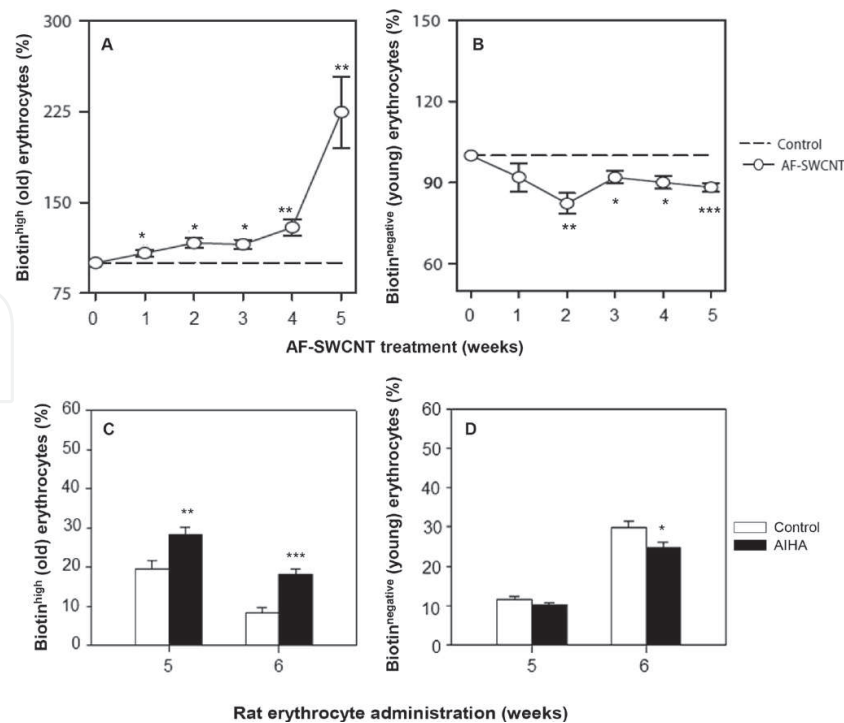 300
225
150
75
A
*
*
*
**
**
Biotinhigh (old) erythrocytes (%)
0 1 2 3 4 5
150
120
90
60
B
**
*
*
***
Biotinnegative (young) erythrocytes (%)
0 1 2 3 4 5
Control
AF-SWCNT
AF-SWCNT treatment (weeks)
60
50
40
30
20
10
0
C
**
***
Biotinhigh (old) erythrocytes (%)
5 6
60
50
40
30
20
10
0
D
*
Biotinnegative (young) erythrocytes (%)
5 6
Control
AIHA
Rat erythrocyte administration (weeks)